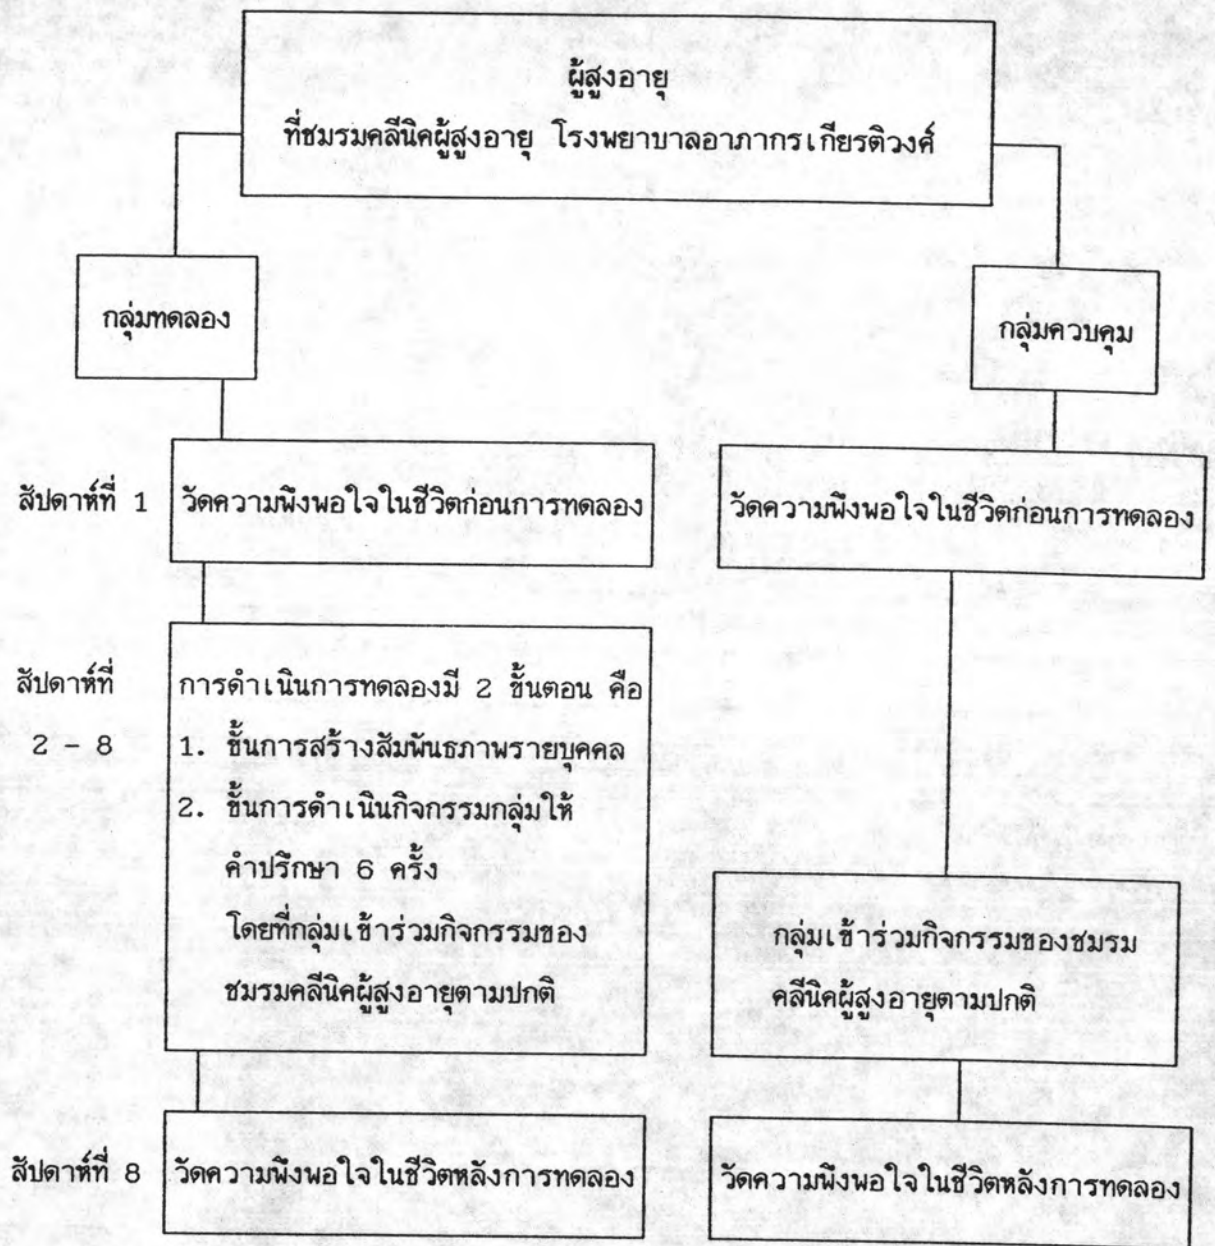 ผู้สูงอายุ
ที่ชมรมคลีนิคผู้สูงอายุ โรงพยาบาลอาภากรเกียรติวงศ์
กลุ่มทดลอง
กลุ่มควบคุม
สัปดาห์ที่ 1
วัดความพึงพอใจในชีวิตก่อนการทดลอง
วัดความพึงพอใจในชีวิตก่อนการทดลอง
สัปดาห์ที่
2 - 8
การดำเนินการทดลองมี 2 ขั้นตอน คือ
1. ขั้นการสร้างสัมพันธภาพรายบุคคล
2. ขั้นการดำเนินกิจกรรมกลุ่มให้
คำปรึกษา 6 ครั้ง
โดยที่กลุ่มเข้าร่วมกิจกรรมของ
ชมรมคลีนิคผู้สูงอายุตามปกติ
กลุ่มเข้าร่วมกิจกรรมของชมรม
คลีนิคผู้สูงอายุตามปกติ
สัปดาห์ที่ 8
วัดความพึงพอใจในชีวิตหลังการทดลอง
วัดความพึงพอใจในชีวิตหลังการทดลอง